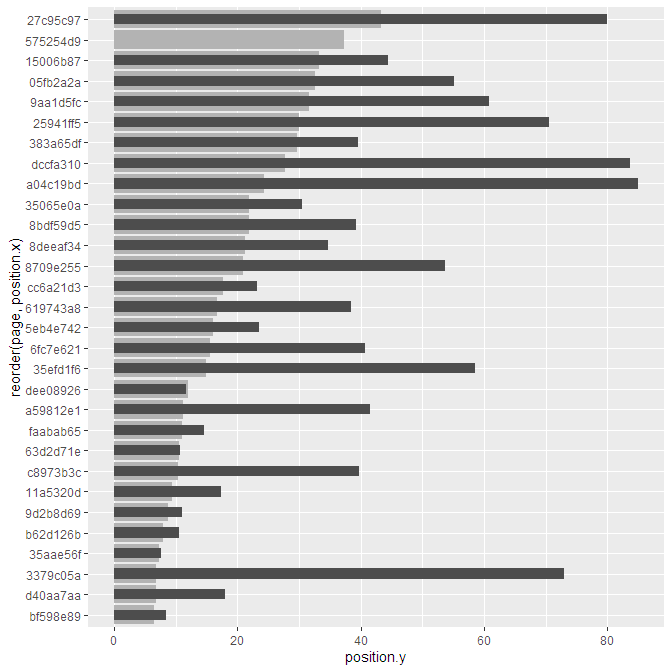 27c95c97
575254d9
15006b87
05fb2a2a
9aa1d5fc
25941ff5
383a65df
dccfa310
a04c19bd
35065e0a
8bdf59d5
8deeaf34
8709e255
cc6a21d3
619743a8
5eb4e742
6fc7e621
35efd1f6
dee08926
a59812e1
faabab65
63d2d71e
c8973b3c
11a5320d
9d2b8d69
b62d126b
35aae56f
3379c05a
d40aa7aa
bf598e89
reorder(page, position.x)
0 20 40 60 80
position.y